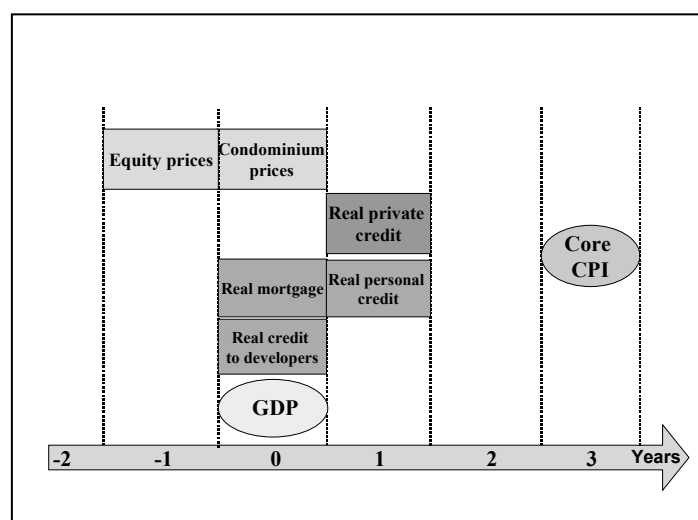 Equity prices
Condominium
prices
Real private
credit
Core
CPI
Real mortgage
Real personal
credit
Real credit
to developers
GDP
-2 -1 0 1 2 3 Years